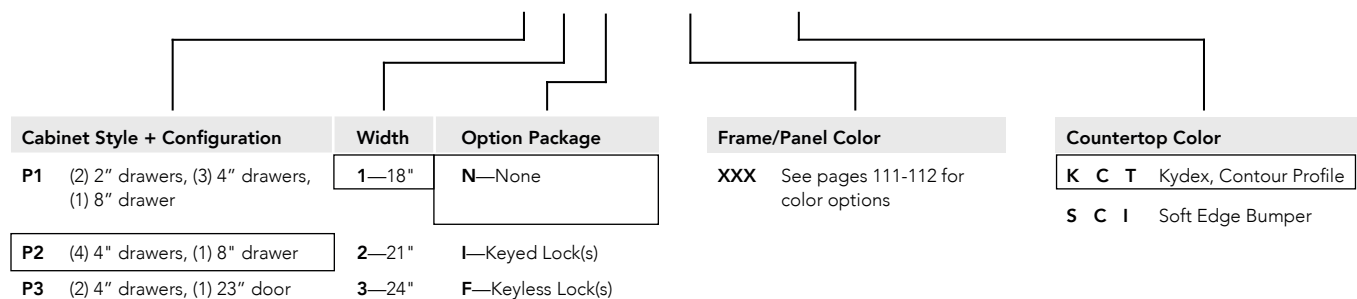 Cabinet Style + Configuration
Width
Option Package
Frame/Panel Color
Countertop Color
P1 (2) 2” drawers, (3) 4” drawers,
(1) 8” drawer
1—18"
N—None
XXX See pages 111-112 for
color options
K C T Kydex, Contour Profile
S C I Soft Edge Bumper
P2 (4) 4" drawers, (1) 8" drawer
2—21"
I—Keyed Lock(s)
P3 (2) 4” drawers, (1) 23” door
3—24"
F—Keyless Lock(s)